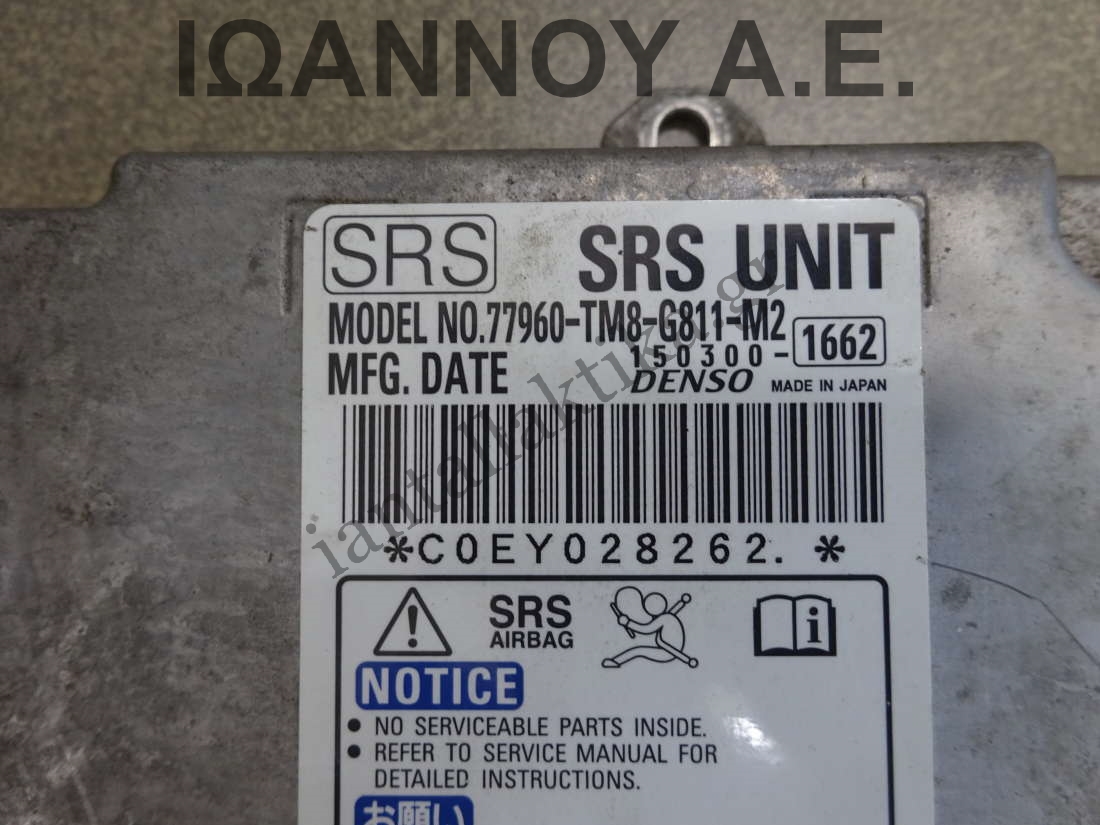 ΙΩΑΝΝΟΥ Α.Ε.
SRS SRS UNIT
MODEL NO.77960-TM8-G811-M2
150300- 1662
MFG. DATE DENSO MADE IN JAPAN
iantallaktika.gr
*C0EY028262. *
SRS
AIRBAG
i
NOTICE
• NO SERVICEABLE PARTS INSIDE.
• REFER TO SERVICE MANUAL FOR
DETAILED INSTRUCTIONS.
お願い